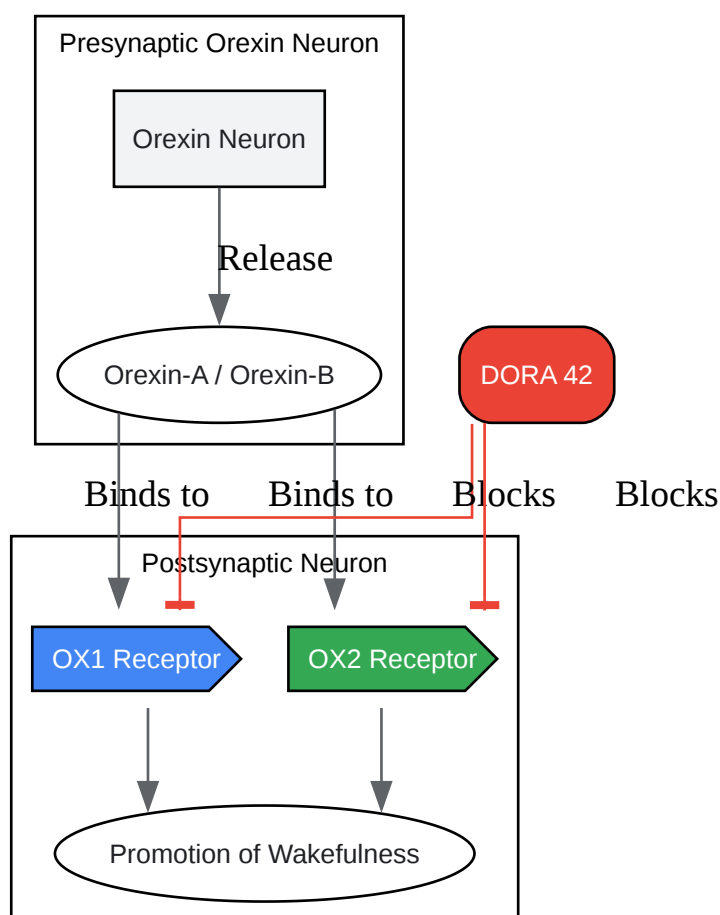 Presynaptic Orexin Neuron
Orexin Neuron
Release
Orexin-A / Orexin-B
DORA 42
Binds to
Binds to
Blocks
Blocks
Postsynaptic Neuron
OX1 Receptor
OX2 Receptor
Promotion of Wakefulness